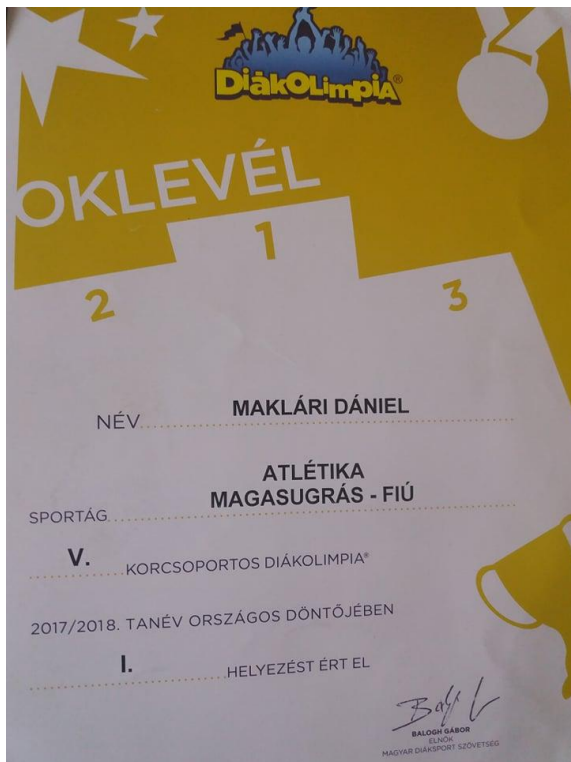 DiákOLimpiA®
OKLEVÉL
1
2
3
NÉV
MAKLÁRI DÁNIEL
ATLÉTIKA
SPORTÁG
MAGASUGRÁS - FIÚ
V. KORCSOPORTOS DIÁKOLIMPIA®
2017/2018. TANÉV ORSZÁGOS DÖNTŐJÉBEN
I. HELYEZÉST ÉRT EL
BALOGH GÁBOR
ELNÖK
MAGYAR DIÁKSPORT SZÖVETSÉG